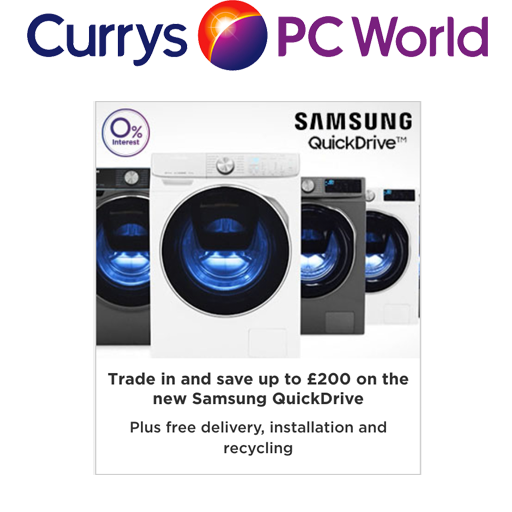 Currys PC World
0%
Interest
SAMSUNG
QuickDrive™
Trade in and save up to £200 on the
new Samsung QuickDrive
Plus free delivery, installation and
recycling